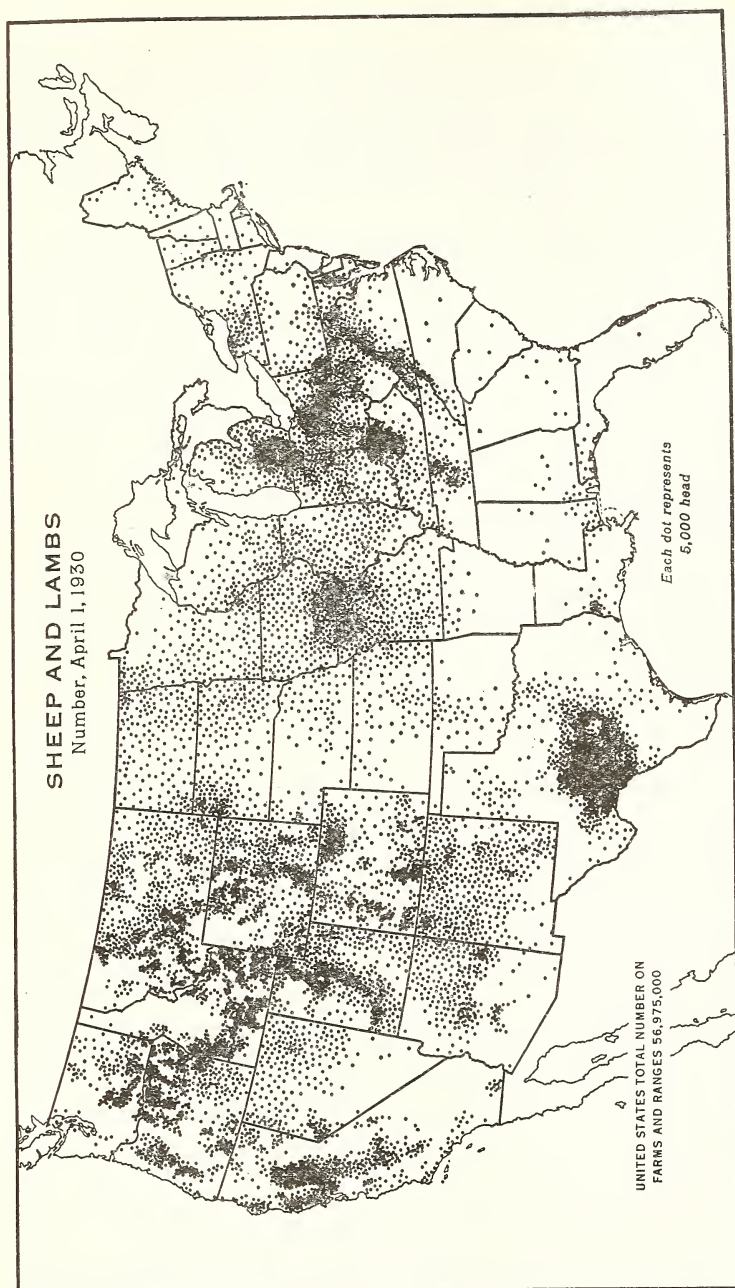 SHEEP AND LAMBS
Number, April 1, 1930
Each dot represents
5,000 head
UNITED STATES TOTAL NUMBER ON
FARMS AND RANGES 56,975,000